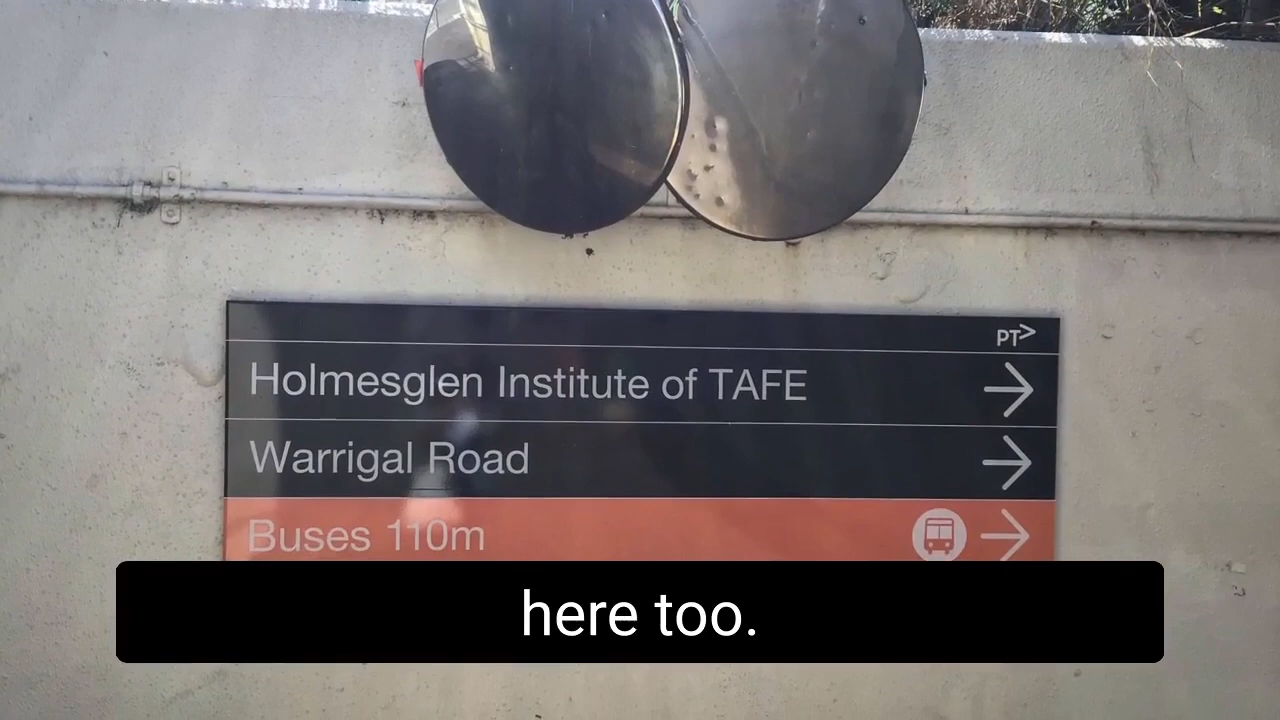 PT>
Holmesglen Institute of TAFE
Warrigal Road
Buses 110m
here too.